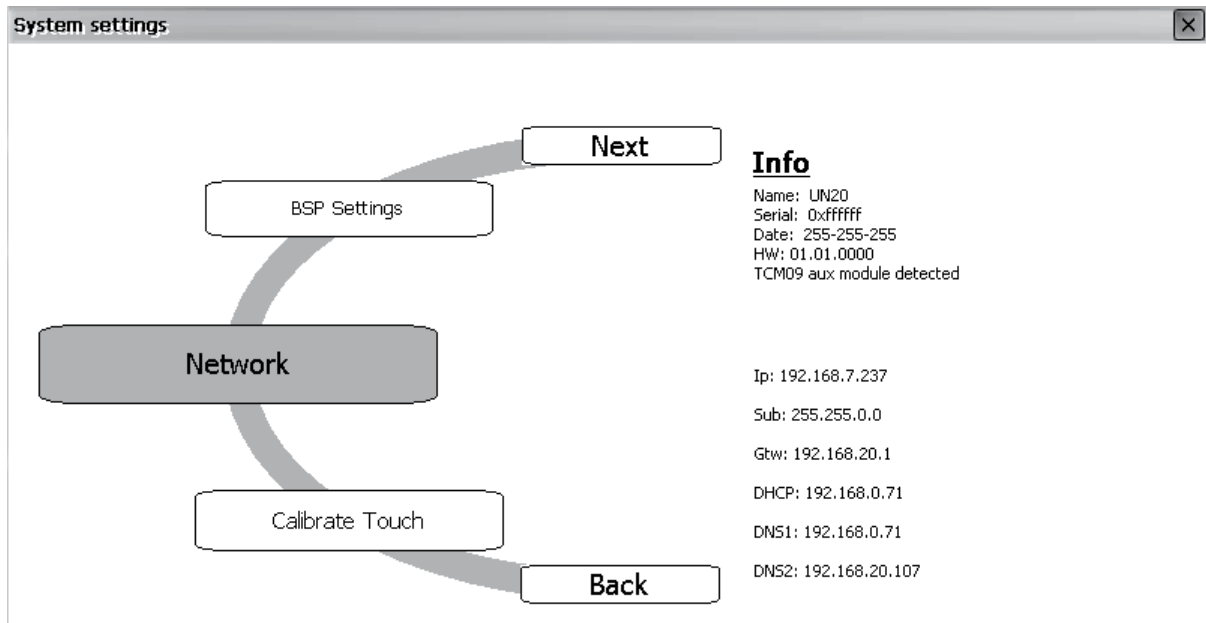 System settings
Next
BSP Settings
Network
Calibrate Touch
Back
Info
Name: UN20
Serial: 0xffffff
Date: 255-255-255
HW: 01.01.0000
TCM09 aux module detected
Ip: 192.168.7.237
Sub: 255.255.0.0
Gtw: 192.168.20.1
DHCP: 192.168.0.71
DNS1: 192.168.0.71
DNS2: 192.168.20.107